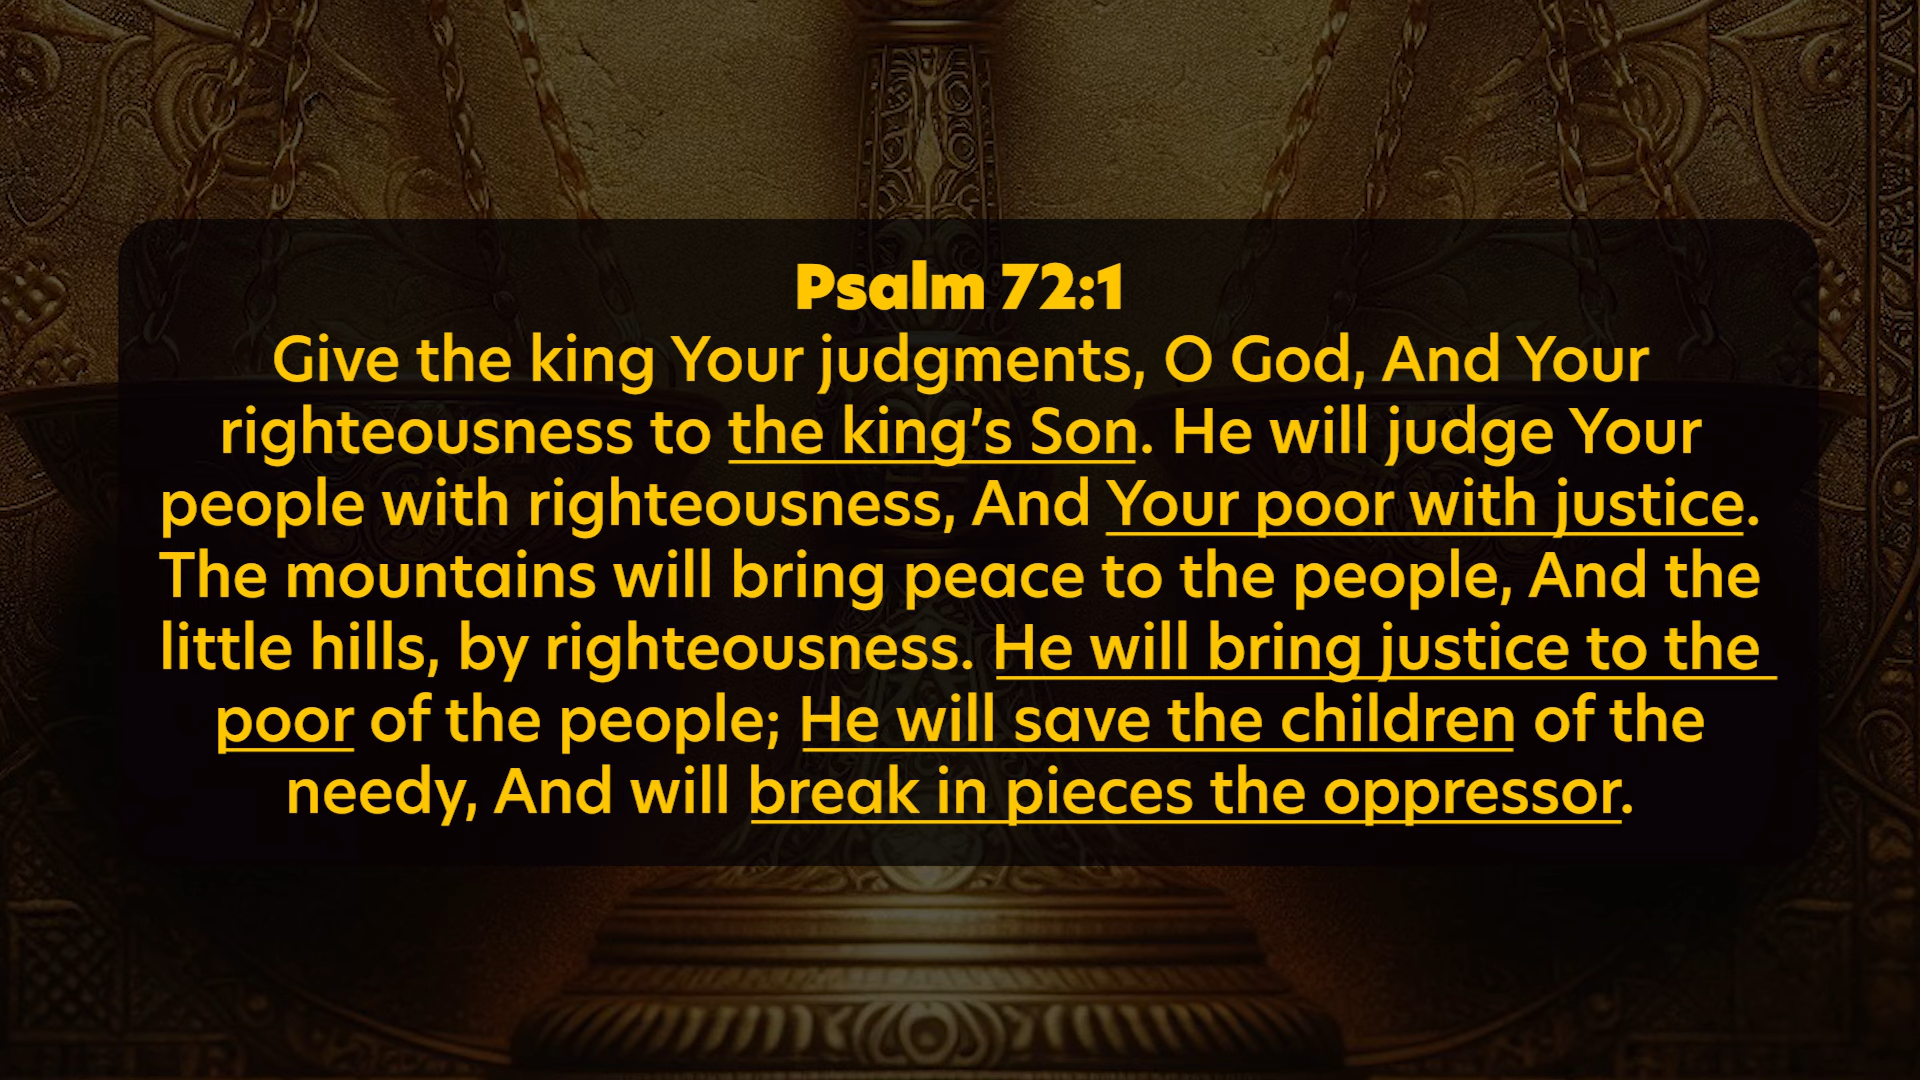 Psalm 72:1
Give the king Your judgments, O God, And Your
righteousness to the king’s Son. He will judge Your
people with righteousness, And Your poor with justice.
The mountains will bring peace to the people, And the
little hills, by righteousness. He will bring justice to the
poor of the people; He will save the children of the
needy, And will break in pieces the oppressor.